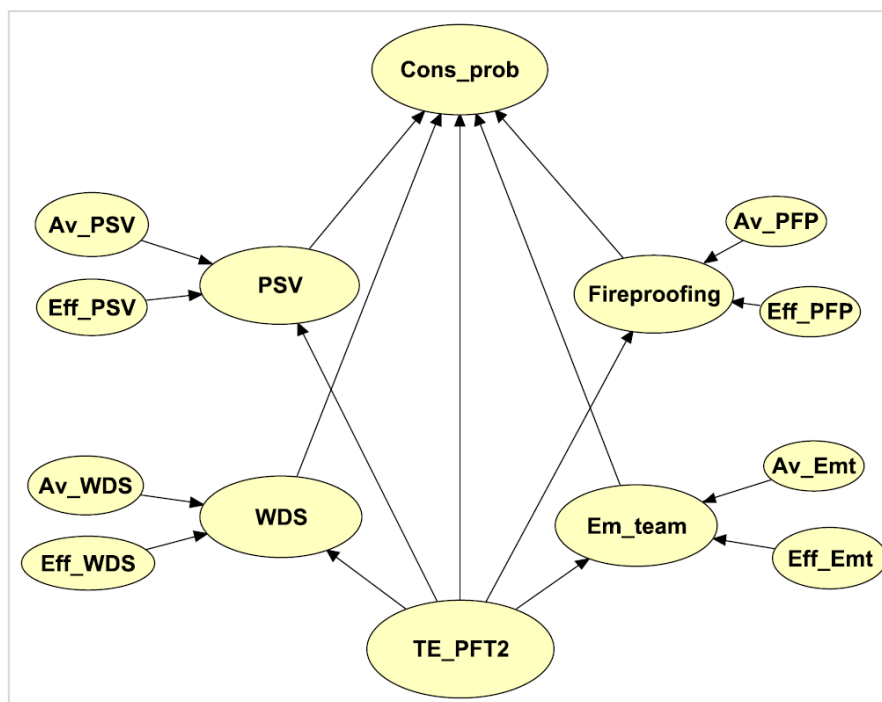 Cons_prob
Av_PSV
Av_PFP
PSV
Fireproofing
Eff_PSV
Eff_PFP
Av_WDS
Av_Emt
WDS
Em_team
Eff_WDS
Eff_Emt
TE_PFT2